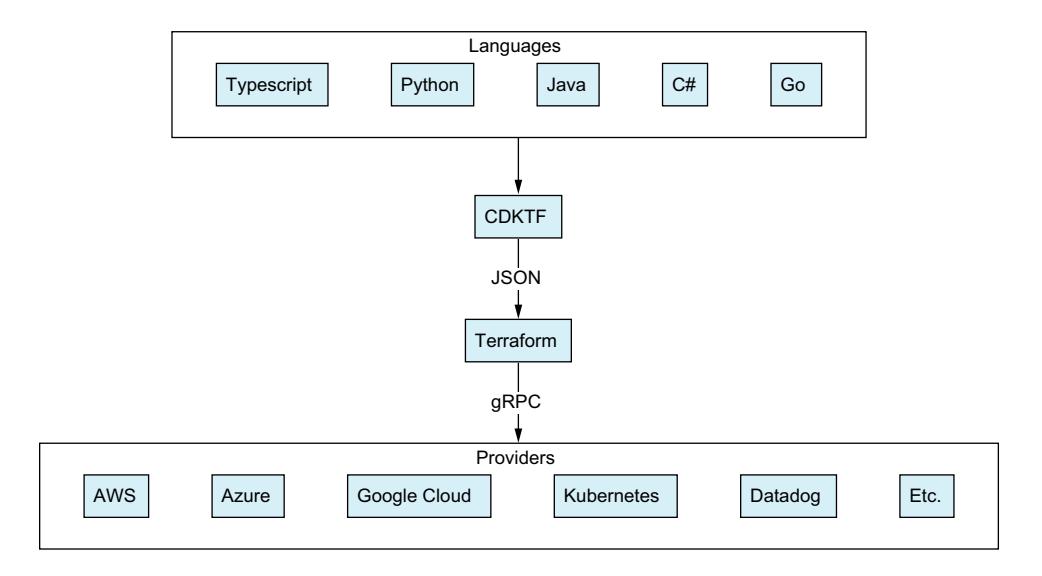 Languages
Typescript Python Java C# Go
CDKTF
JSON
Terraform
gRPC
Providers
AWS Azure Google Cloud Kubernetes Datadog Etc.